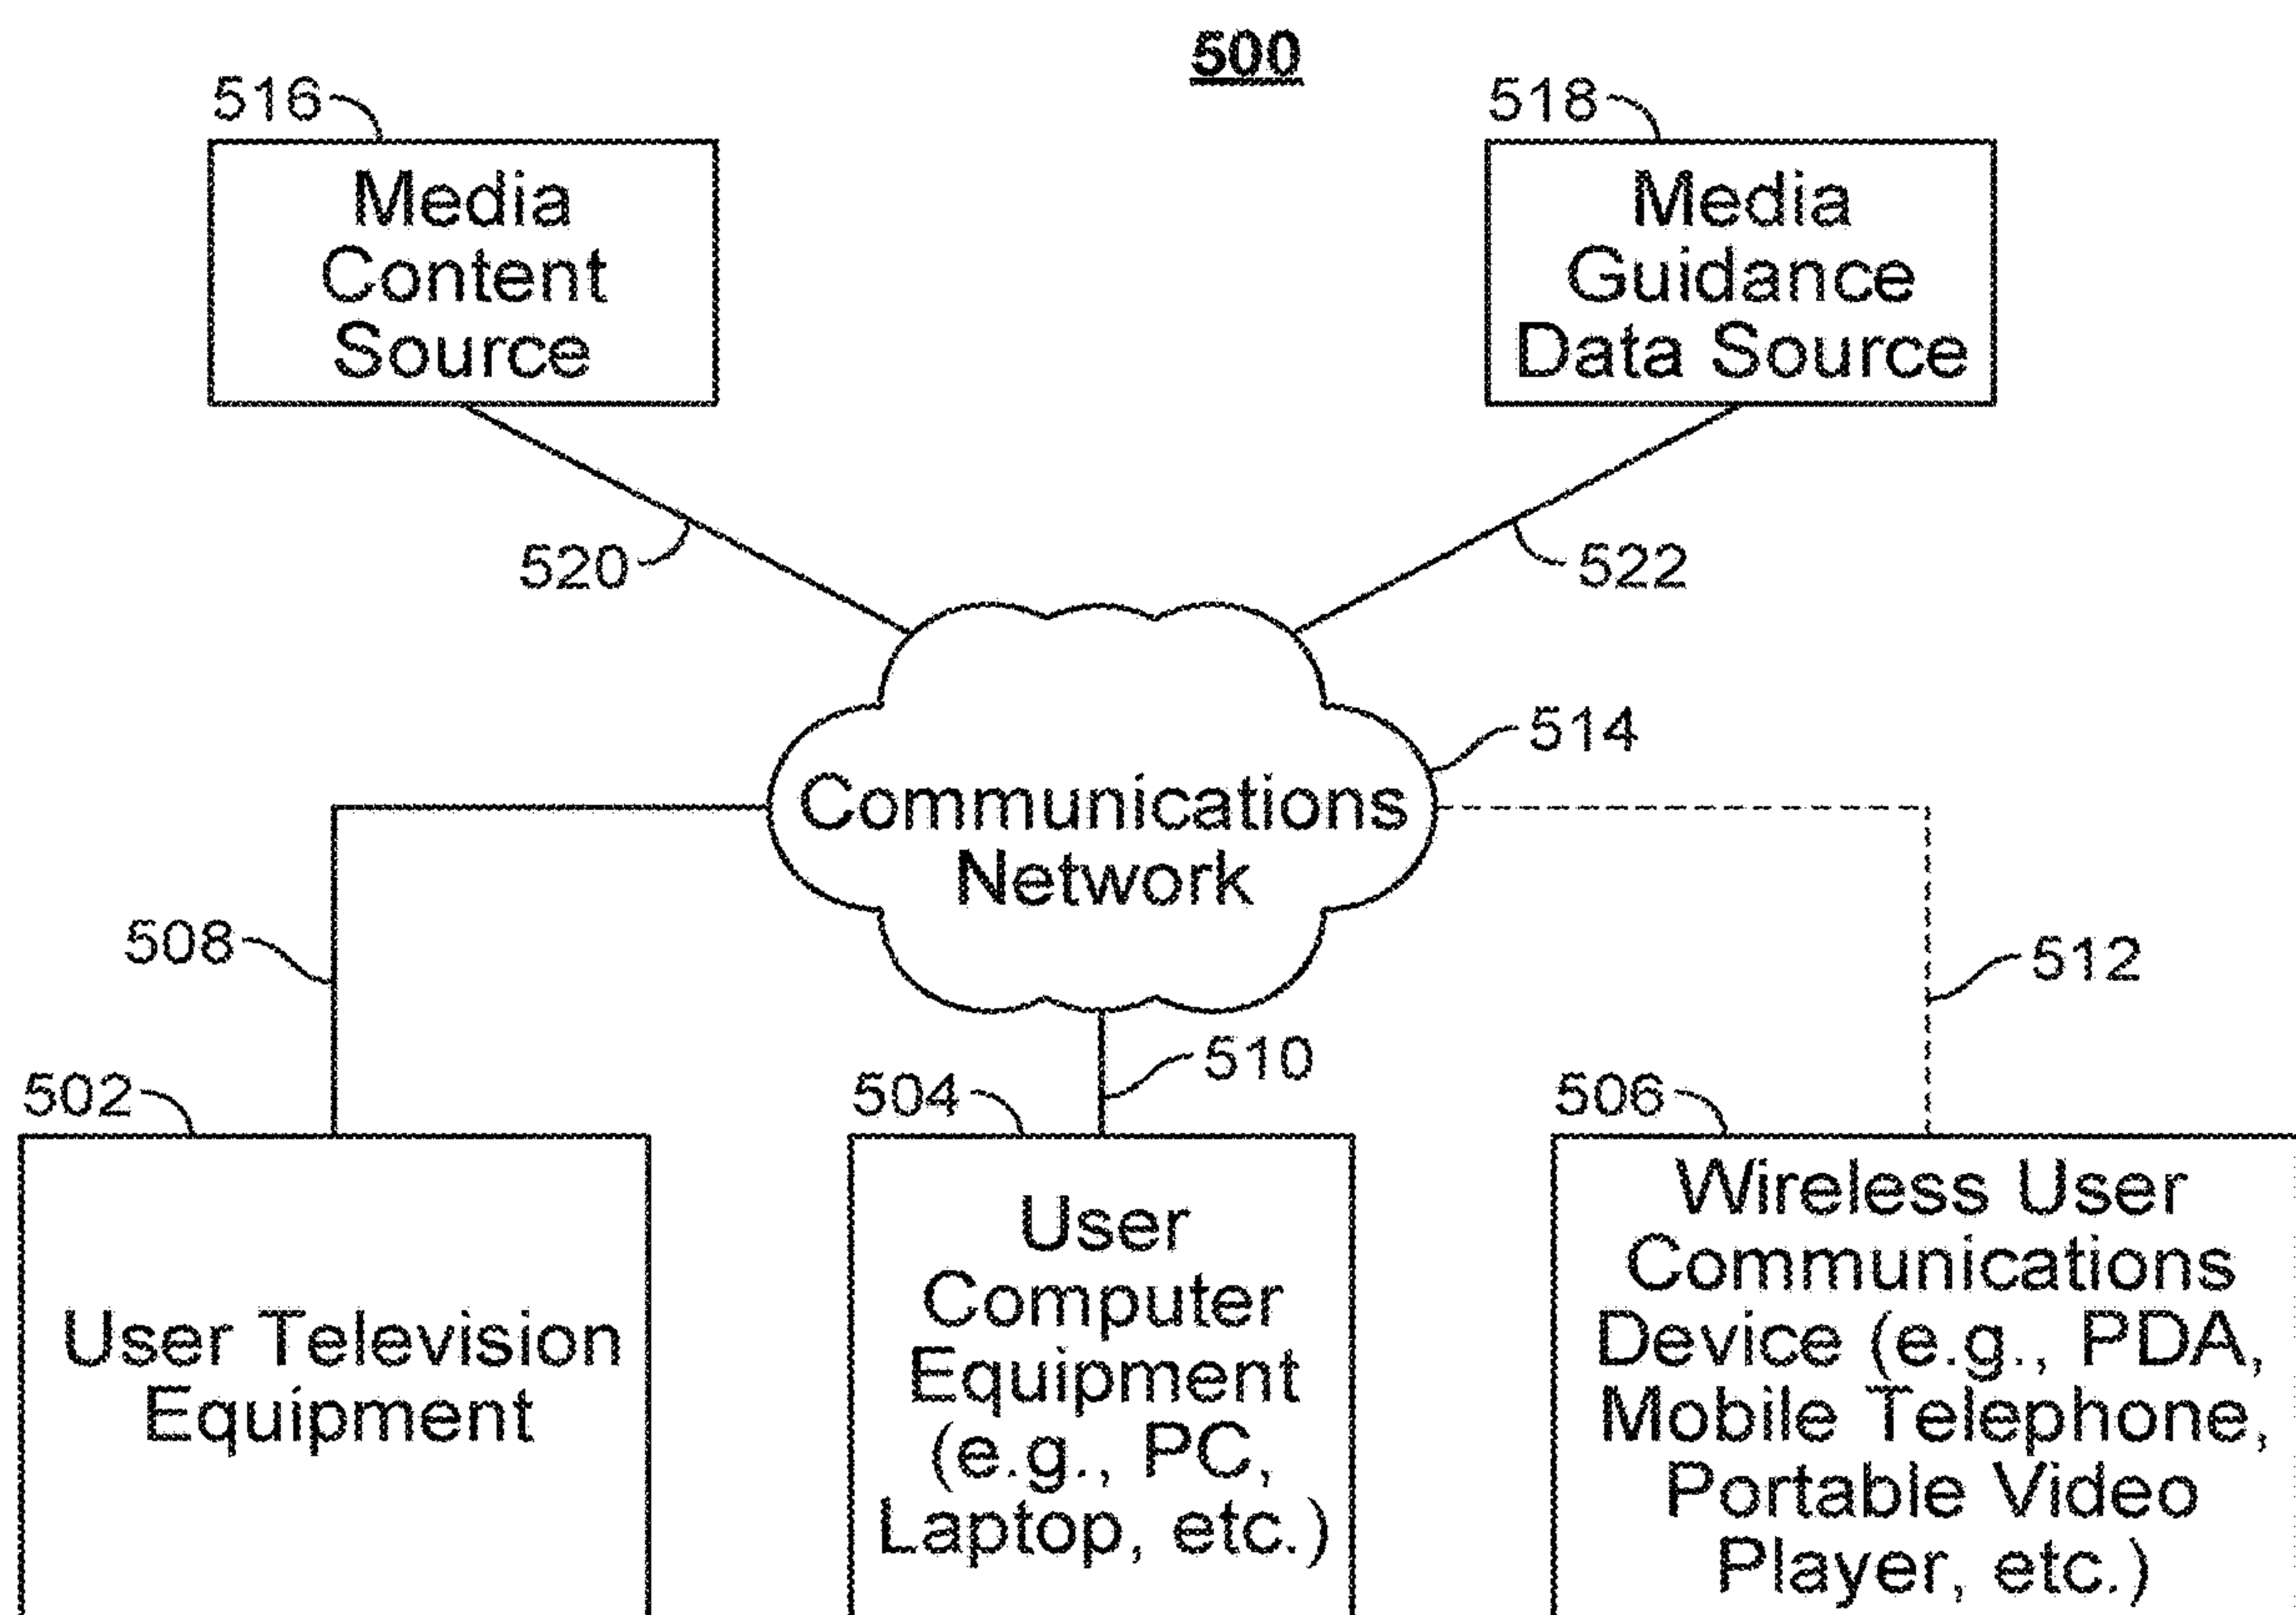 500
516
518
Media
Content
Source
Media
Guidance
Data Source
520
522
514
Communications
Network
508
512
510
502
504
506
User Television
Equipment
User
Computer
Equipment
(e.g., PC,
Laptop, etc.)
Wireless User
Communications
Device (e.g., PDA,
Mobile Telephone,
Portable Video
Player, etc.)